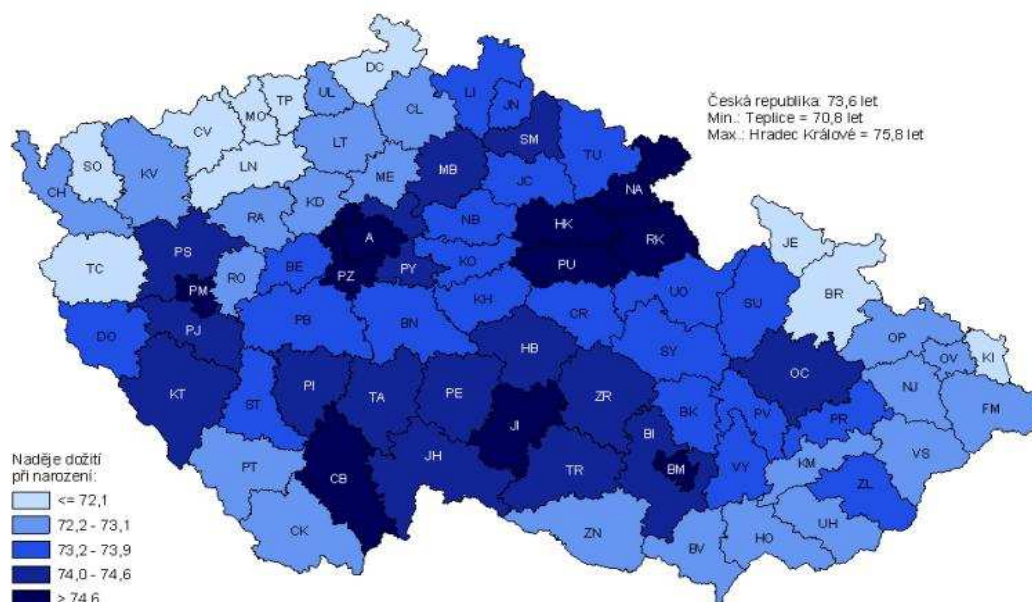 Česká republika: 73,6 let
Min.: Teplice = 70,8 let
Max.: Hradec Králové = 75,8 let
DC
UL
TP
MO
CV
CL
LI
JN
SM
TU
LT
LN
SO
KV
CH
ME
MB
JC
NA
KD
RA
NB
HK
RK
A
PS
TC
RO
BE
PZ
PY
KO
PU
JE
PM
BR
PJ
DO
PB
BN
KH
CR
UO
SU
OP
OV
KI
HB
SY
OC
NJ
KT
ST
PI
TA
PE
ZR
BK
PV
PR
FM
JI
BI
VS
PT
CB
JH
TR
BM
VY
KM
ZL
CK
ZN
BV
HO
UH
Naděje dožití
při narození:
<= 72,1
72,2 - 73,1
73,2 - 73,9
74,0 - 74,6
> 74,6